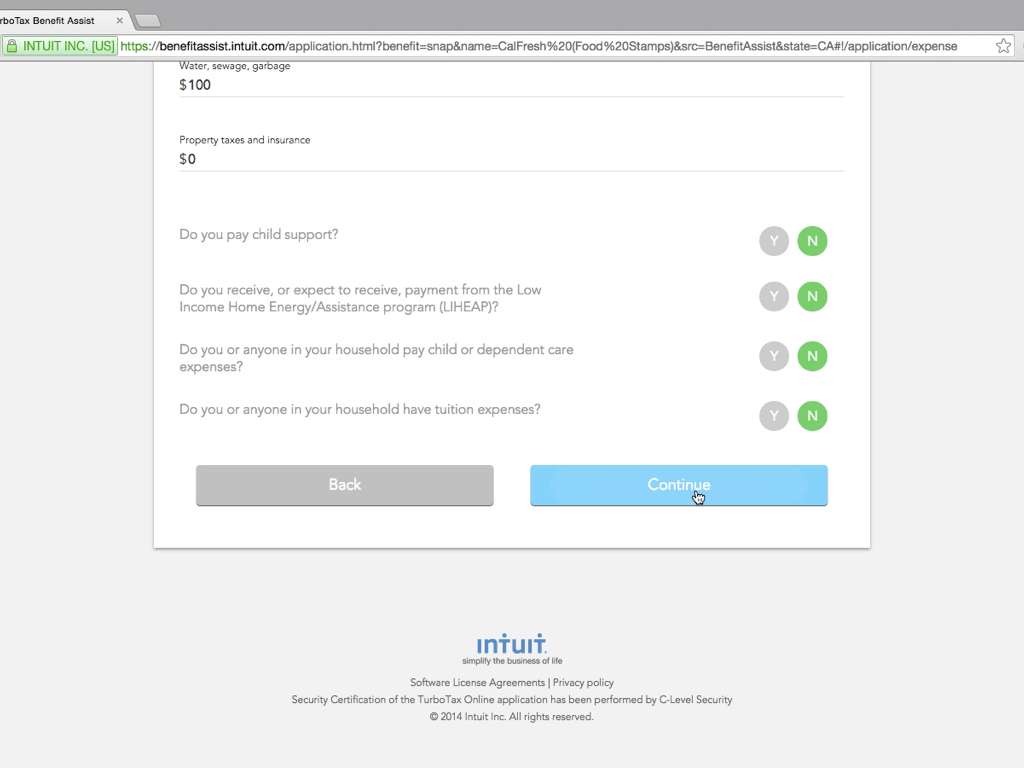 rboTax Benefit Assist
INTUIT INC. [US] https://benefitassist.intuit.com/application.html?benefit=snap&name=CalFresh%20(Food%20Stamps)&src=BenefitAssist&state=CA#!/application/expense
Water, sewage, garbage
$100
Property taxes and insurance
$0
Do you pay child support?
Y N
Do you receive, or expect to receive, payment from the Low
Income Home Energy/Assistance program (LIHEAP)?
Y N
Do you or anyone in your household pay child or dependent care
expenses?
Y N
Do you or anyone in your household have tuition expenses?
Y N
Back Continue
intuit.
simplify the business of life
Software License Agreements | Privacy policy
Security Certification of the TurboTax Online application has been performed by C-Level Security
© 2014 Intuit Inc. All rights reserved.